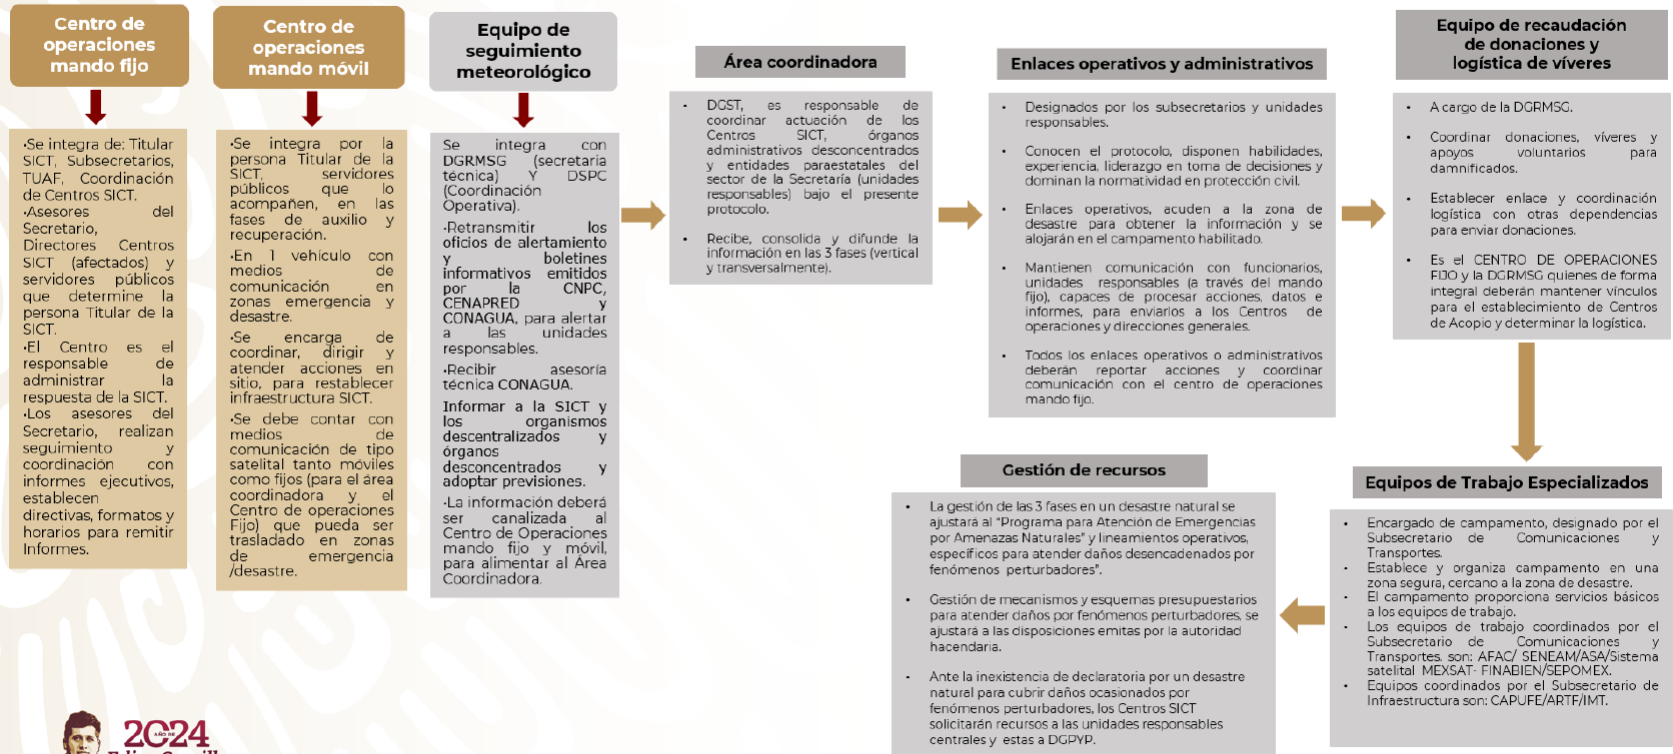 Centro de
operaciones
mando fijo
•Se integra de: Titular
SICT, Subsecretarios,
TUAF, Coordinación
de Centros SICT.
•Asesores del
Secretario,
Directores Centros
SICT (afectados) y
servidores públicos
que determine la
persona Titular de la
SICT.
•El Centro es el
responsable de
administrar la
respuesta de la SICT.
•Los asesores del
Secretario, realizan
seguimiento y
coordinación con
informes ejecutivos,
establecen
directivas, formatos y
horarios para remitir
Informes.
Centro de
operaciones
mando móvil
•Se integra por la
persona Titular de la
SICT, servidores
públicos que lo
acompañen, en las
fases de auxilio y
recuperación.
•En 1 vehículo con
medios de
comunicación en
zonas emergencia y
desastre.
•Se encarga de
coordinar, dirigir y
atender acciones en
sitio, para restablecer
infraestructura SICT.
•Se debe contar con
medios de
comunicación de tipo
satelital tanto móviles
como fijos (para el área
coordinadora y el
Centro de operaciones
Fijo) que pueda ser
trasladado en zonas
de emergencia
/desastre.
Equipo de
seguimiento
meteorológico
Se integra con
DGRMSG (secretaría
técnica) Y DSPC
(Coordinación
Operativa).
•Retransmitir los
oficios de alertamiento
y boletines
informativos emitidos
por la CNPC,
CENAPRED y
CONAGUA, para alertar
a las unidades
responsables.
•Recibir asesoría
técnica CONAGUA.
Informar a la SICT y
los organismos
descentralizados y
órganos
desconcentrados y
adoptar previsiones.
•La información deberá
ser canalizada al
Centro de Operaciones
mando fijo y móvil,
para alimentar al Área
Coordinadora.
Área coordinadora
• DGST, es responsable de
coordinar actuación de los
Centros SICT, órganos
administrativos desconcentrados
y entidades paraestatales del
sector de la Secretaría (unidades
responsables) bajo el presente
protocolo.
• Recibe, consolida y difunde la
información en las 3 fases (vertical
y transversalmente).
Enlaces operativos y administrativos
• Designados por los subsecretarios y unidades
responsables.
• Conocen el protocolo, disponen habilidades,
experiencia, liderazgo en toma de decisiones y
dominan la normatividad en protección civil.
• Enlaces operativos, acuden a la zona de
desastre para obtener la información y se
alojarán en el campamento habilitado.
• Mantienen comunicación con funcionarios,
unidades responsables (a través del mando
fijo), capaces de procesar acciones, datos e
informes, para enviarlos a los Centros de
operaciones y direcciones generales.
• Todos los enlaces operativos o administrativos
deberán reportar acciones y coordinar
comunicación con el centro de operaciones
mando fijo.
Equipo de recaudación
de donaciones y
logística de víveres
• A cargo de la DGRMSG.
• Coordinar donaciones, víveres y
apoyos voluntarios para
damnificados.
• Establecer enlace y coordinación
logística con otras dependencias
para enviar donaciones.
• Es el CENTRO DE OPERACIONES
FIJO y la DGRMSG quienes de forma
integral deberán mantener vínculos
para el establecimiento de Centros
de Acopio y determinar la logística.
Equipos de Trabajo Especializados
• Encargado de campamento, designado por el
Subsecretario de Comunicaciones y
Transportes.
• Establece y organiza campamento en una
zona segura, cercano a la zona de desastre.
• El campamento proporciona servicios básicos
a los equipos de trabajo.
• Los equipos de trabajo coordinados por el
Subsecretario de Comunicaciones y
Transportes. son: AFAC/ SENEAM/ASA/Sistema
satelital MEXSAT- FINABIEN/SEPOMEX.
• Equipos coordinados por el Subsecretario de
Infraestructura son: CAPUFE/ARTF/IMT.
Gestión de recursos
• La gestión de las 3 fases en un desastre natural se
ajustará al "Programa para Atención de Emergencias
por Amenazas Naturales" y lineamientos operativos,
específicos para atender daños desencadenados por
fenómenos perturbadores".
• Gestión de mecanismos y esquemas presupuestarios
para atender daños por fenómenos perturbadores, se
ajustará a las disposiciones emitas por la autoridad
hacendaria.
• Ante la inexistencia de declaratoria por un desastre
natural para cubrir daños ocasionados por
fenómenos perturbadores, los Centros SICT
solicitarán recursos a las unidades responsables
centrales y estas a DGPYP.
2024
AÑO DE